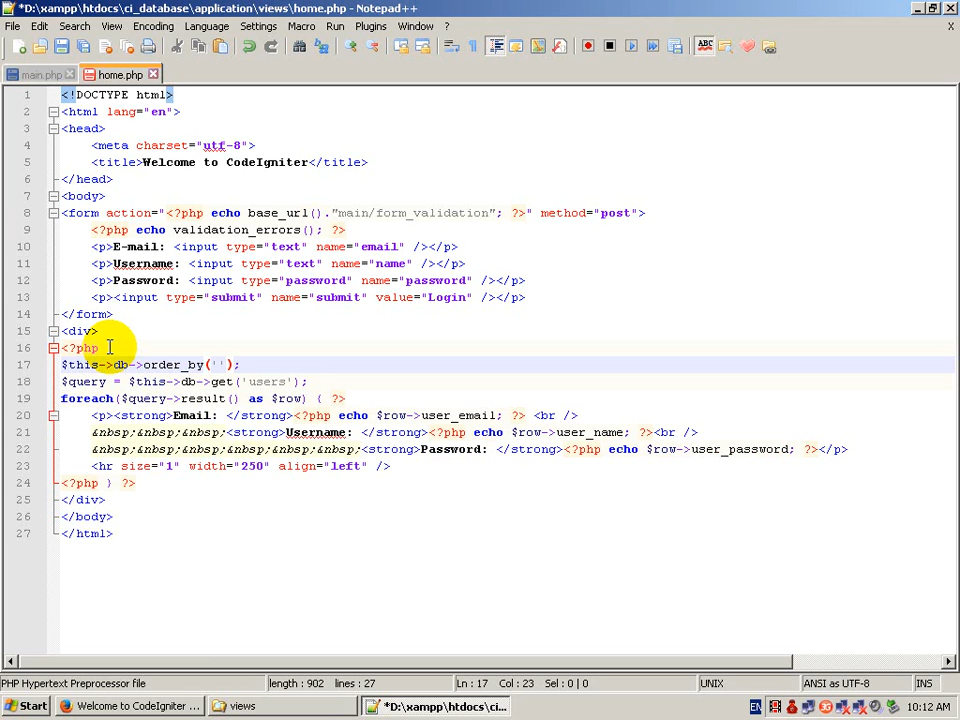 *D:\xampp\htdocs\ci_database\application\views\home.php - Notepad++
File Edit Search View Encoding Language Settings Macro Run Plugins Window ? X
main.php home.php
1 <!DOCTYPE html>
2 <html lang="en">
3 <head>
4 <meta charset="utf-8">
5 <title>Welcome to CodeIgniter</title>
6 </head>
7 <body>
8 <form action="<?php echo base_url()."main/form_validation"; ?>" method="post">
9 <?php echo validation_errors(); ?>
10 <p>E-mail: <input type="text" name="email" /></p>
11 <p>Username: <input type="text" name="name" /></p>
12 <p>Password: <input type="password" name="password" /></p>
13 <p><input type="submit" name="submit" value="Login" /></p>
14 </form>
15 <div>
16 <?php
17 $this->db->order_by('');
18 $query = $this->db->get('users');
19 foreach($query->result() as $row) { ?>
20 <p><strong>Email: </strong><?php echo $row->user_email; ?> <br />
21 &nbsp;&nbsp;&nbsp;<strong>Username: </strong><?php echo $row->user_name; ?><br />
22 &nbsp;&nbsp;&nbsp;&nbsp;&nbsp;&nbsp;<strong>Password: </strong><?php echo $row->user_password; ?></p>
23 <hr size="1" width="250" align="left" />
24 <?php } ?>
25 </div>
26 </body>
27 </html>
PHP Hypertext Preprocessor file length : 902 lines : 27 Ln : 17 Col : 23 Sel : 0 | 0 UNIX ANSI as UTF-8 INS
Start Welcome to CodeIgniter ... views *D:\xampp\htdocs\ci... EN 10:12 AM